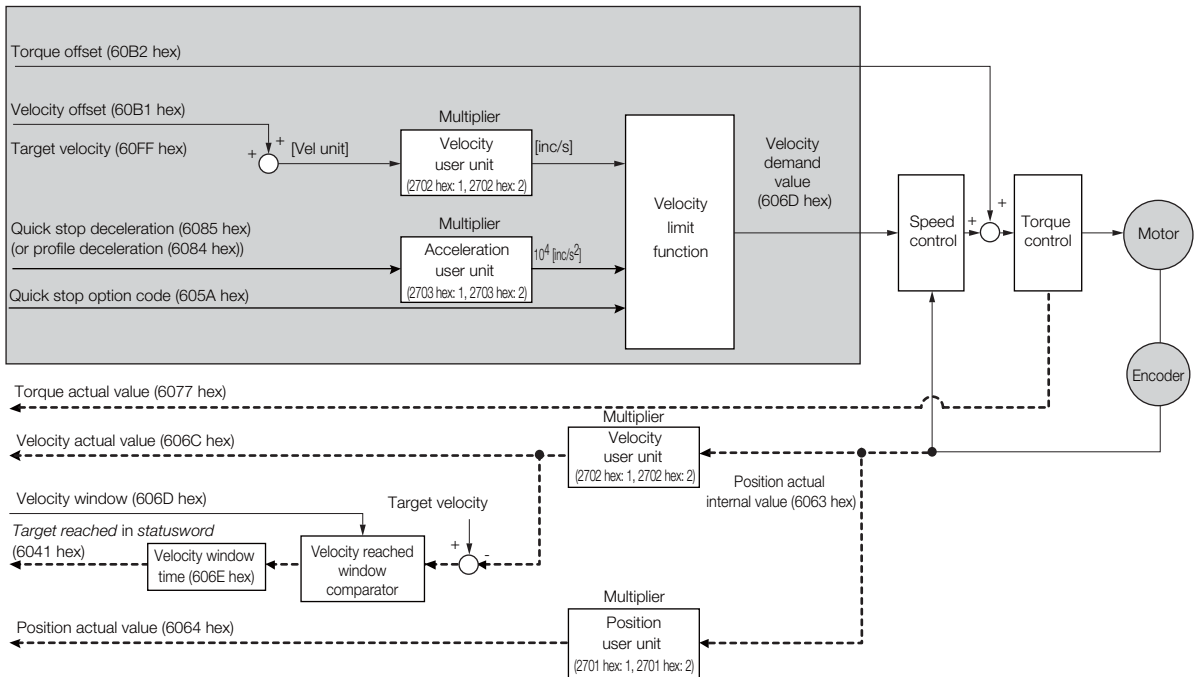 Torque offset (60B2 hex)
Velocity offset (60B1 hex)
Target velocity (60FF hex)
+
+
[Vel unit]
Multiplier
Velocity
user unit
(2702 hex: 1, 2702 hex: 2)
[inc/s]
Quick stop deceleration (6085 hex)
(or profile deceleration (6084 hex))
Multiplier
Acceleration
user unit
(2703 hex: 1, 2703 hex: 2)
10⁴ [inc/s²]
Quick stop option code (605A hex)
Velocity
limit
function
Velocity
demand
value
(606D hex)
Speed
control
+
+
Torque
control
Motor
Encoder
Torque actual value (6077 hex)
Velocity actual value (606C hex)
Multiplier
Velocity
user unit
(2702 hex: 1, 2702 hex: 2)
Position actual
internal value (6063 hex)
Velocity window (606D hex)
Target velocity
+
-
Target reached in statusword
(6041 hex)
Velocity window
time (606E hex)
Velocity reached
window
comparator
Position actual value (6064 hex)
Multiplier
Position
user unit
(2701 hex: 1, 2701 hex: 2)